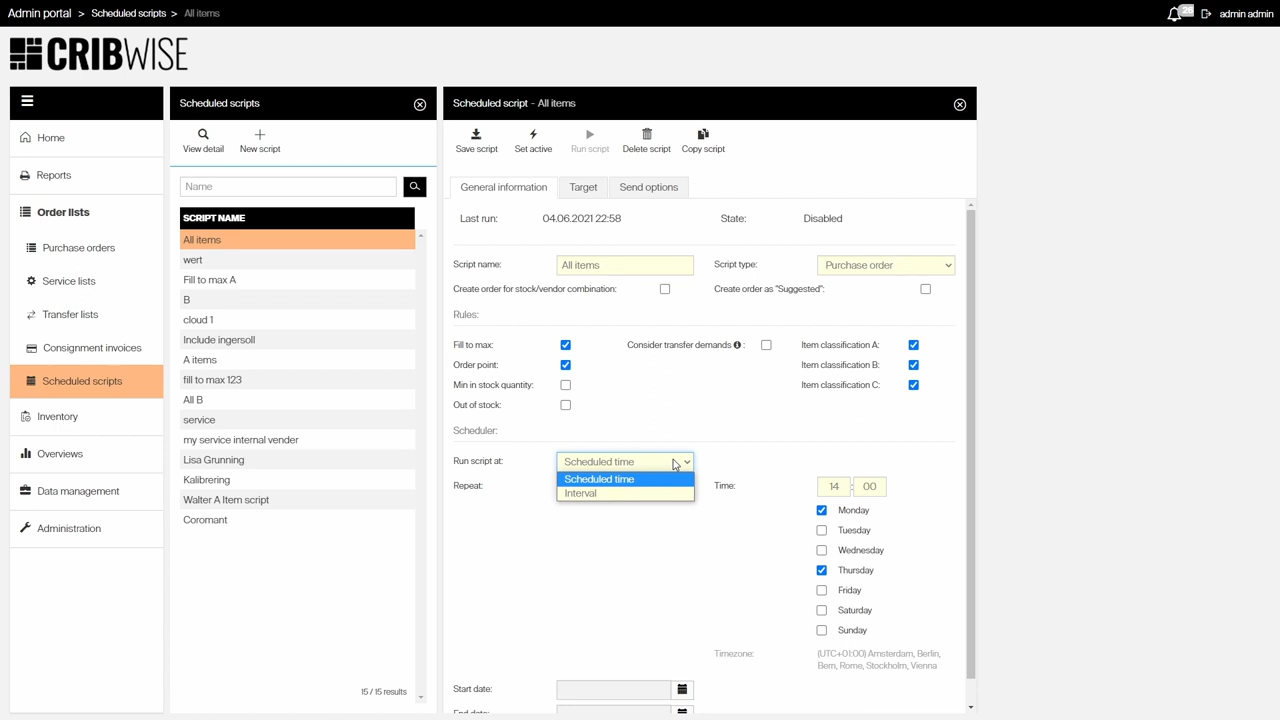 Admin portal > Scheduled scripts > All items
26
admin admin
CRIBWISE
Home
Reports
Order lists
Purchase orders
Service lists
Transfer lists
Consignment invoices
Scheduled scripts
Inventory
Overviews
Data management
Administration
Scheduled scripts
View detail
New script
Name
SCRIPT NAME
All items
wert
Fill to max A
B
cloud 1
Include ingersoll
A items
fill to max 123
All B
service
my service internal vender
Lisa Grunning
Kalibrering
Walter A Item script
Coromant
15 / 15 results
Scheduled script - All items
Save script
Set active
Run script
Delete script
Copy script
General information
Target
Send options
Last run: 04.06.2021 22:58 State: Disabled
Script name: All items Script type: Purchase order
Create order for stock/vendor combination: Create order as "Suggested":
Rules:
Fill to max: Consider transfer demands : Item classification A:
Order point: Item classification B:
Min in stock quantity: Item classification C:
Out of stock:
Scheduler:
Run script at: Scheduled time
Scheduled time
Interval
Repeat: Time: 14 : 00
Monday
Tuesday
Wednesday
Thursday
Friday
Saturday
Sunday
Timezone: (UTC+01:00) Amsterdam, Berlin,
Bern, Rome, Stockholm, Vienna
Start date:
End date: